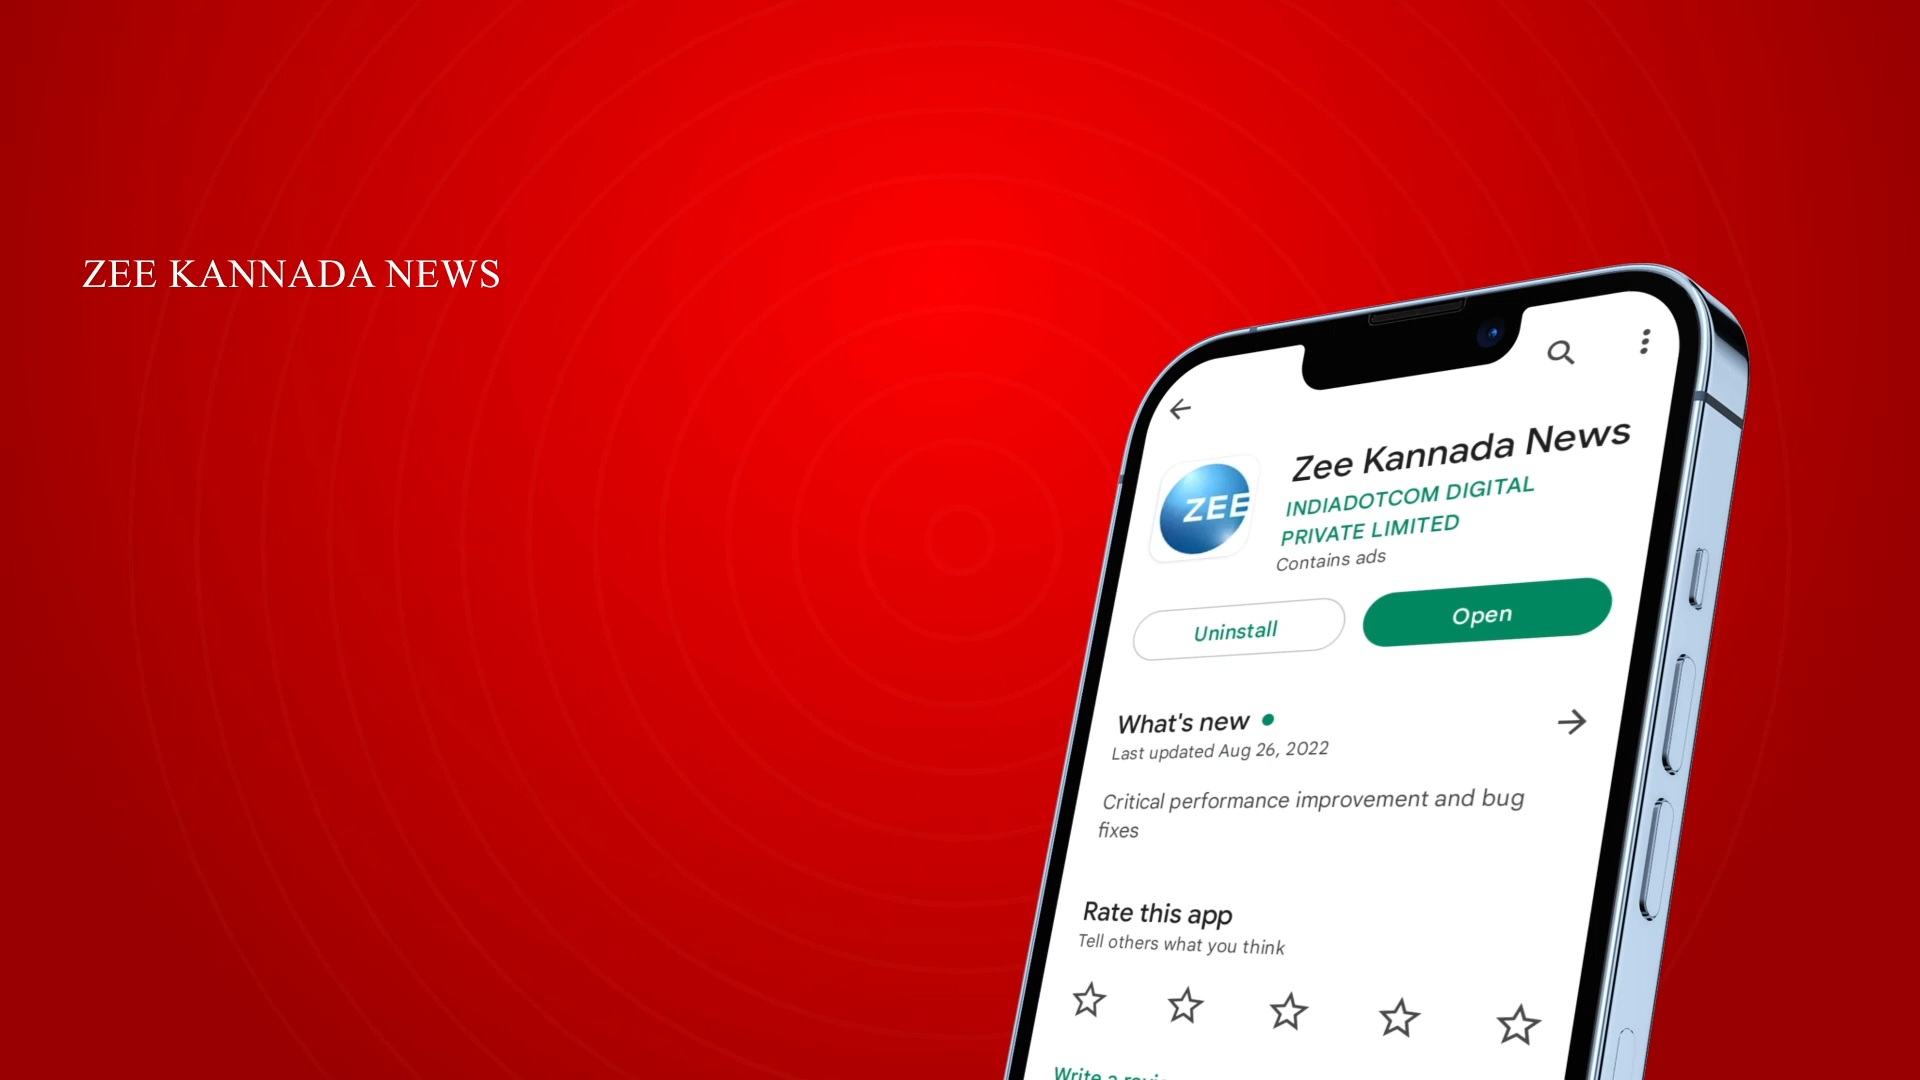 ZEE KANNADA NEWS
Zee Kannada News
ZEE
INDIADOTCOM DIGITAL
PRIVATE LIMITED
Contains ads
Uninstall
Open
What's new
Last updated Aug 26, 2022
Critical performance improvement and bug
fixes
Rate this app
Tell others what you think
Write a